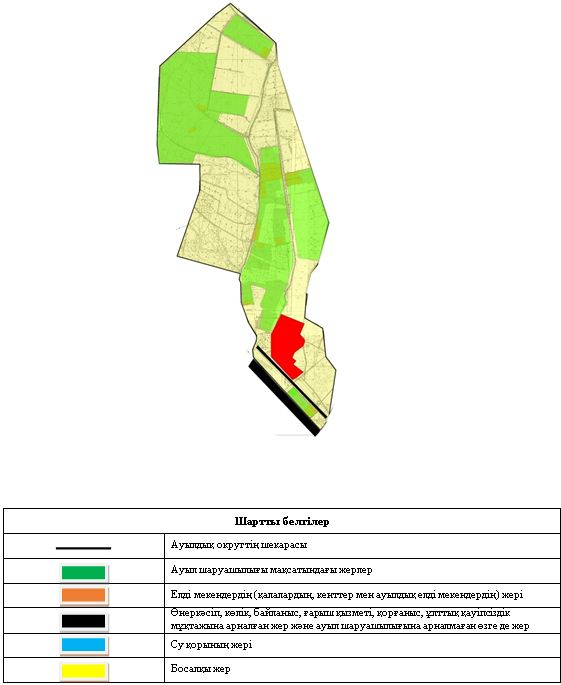 Шартты белгілер
Ауылдық округтің шекарасы
Ауыл шаруашылығы мақсатындағы жерлер
Елді мекендердің (қалалардың, кенттер мен ауылдық елді мекендердің) жері
Өнеркәсіп, көлік, байланыс, ғарыш қызметі, қорғаныс, ұлттық қауіпсіздік
мұқтажына арналған жер және ауыл шаруашылығына арналмаған өзге де жер
Су қорының жері
Босалқы жер